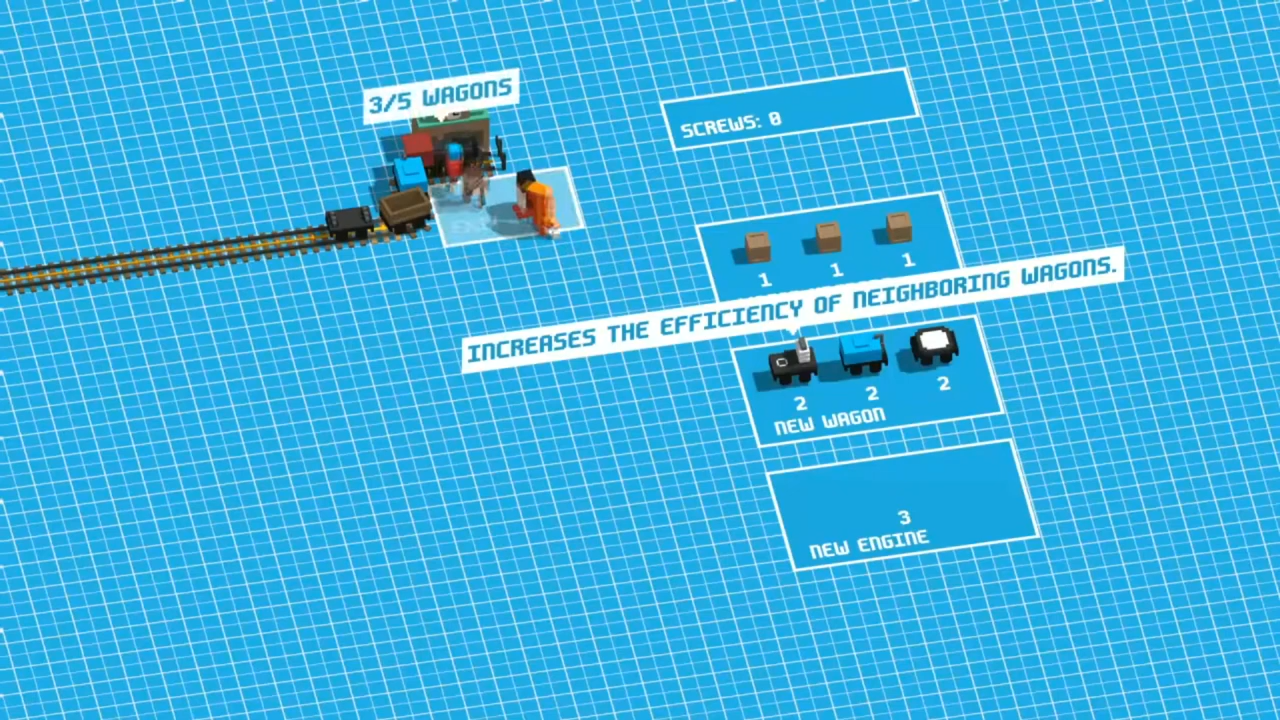 3/5 WAGONS
SCREWS: 0
1 1 1
INCREASES THE EFFICIENCY OF NEIGHBORING WAGONS.
2 2 2
NEW WAGON
3
NEW ENGINE